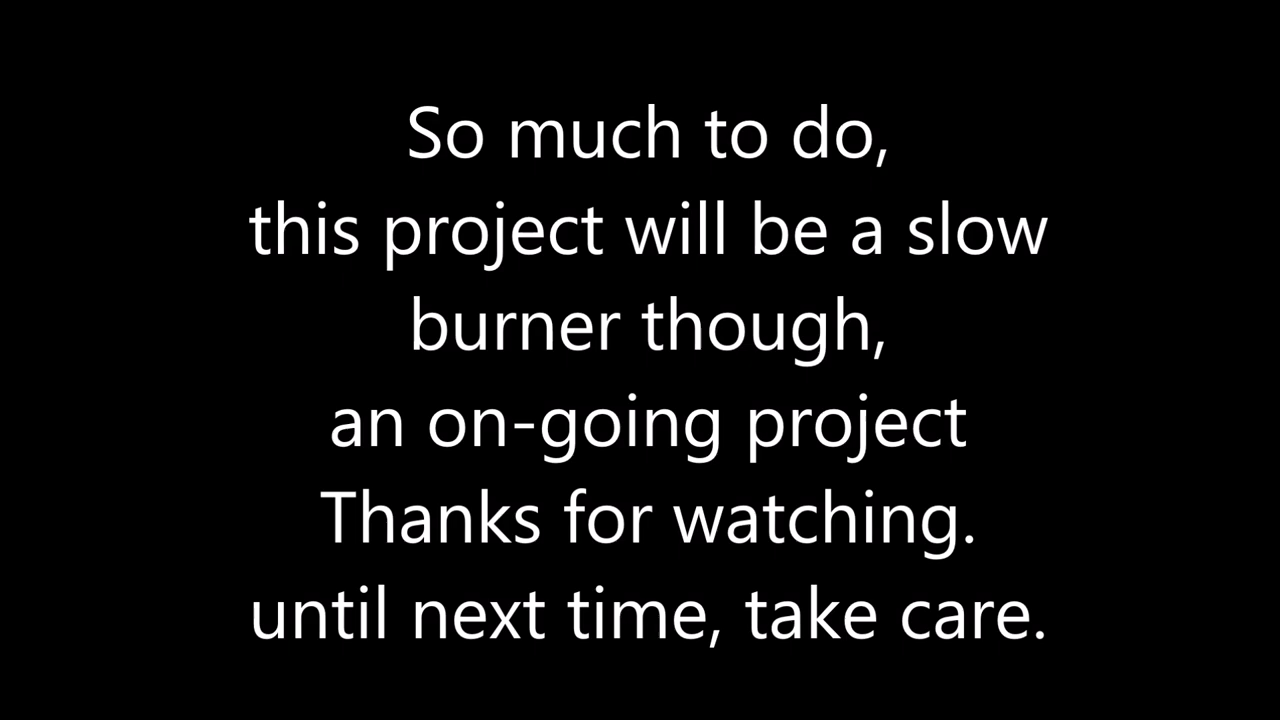 So much to do,
this project will be a slow
burner though,
an on-going project
Thanks for watching.
until next time, take care.